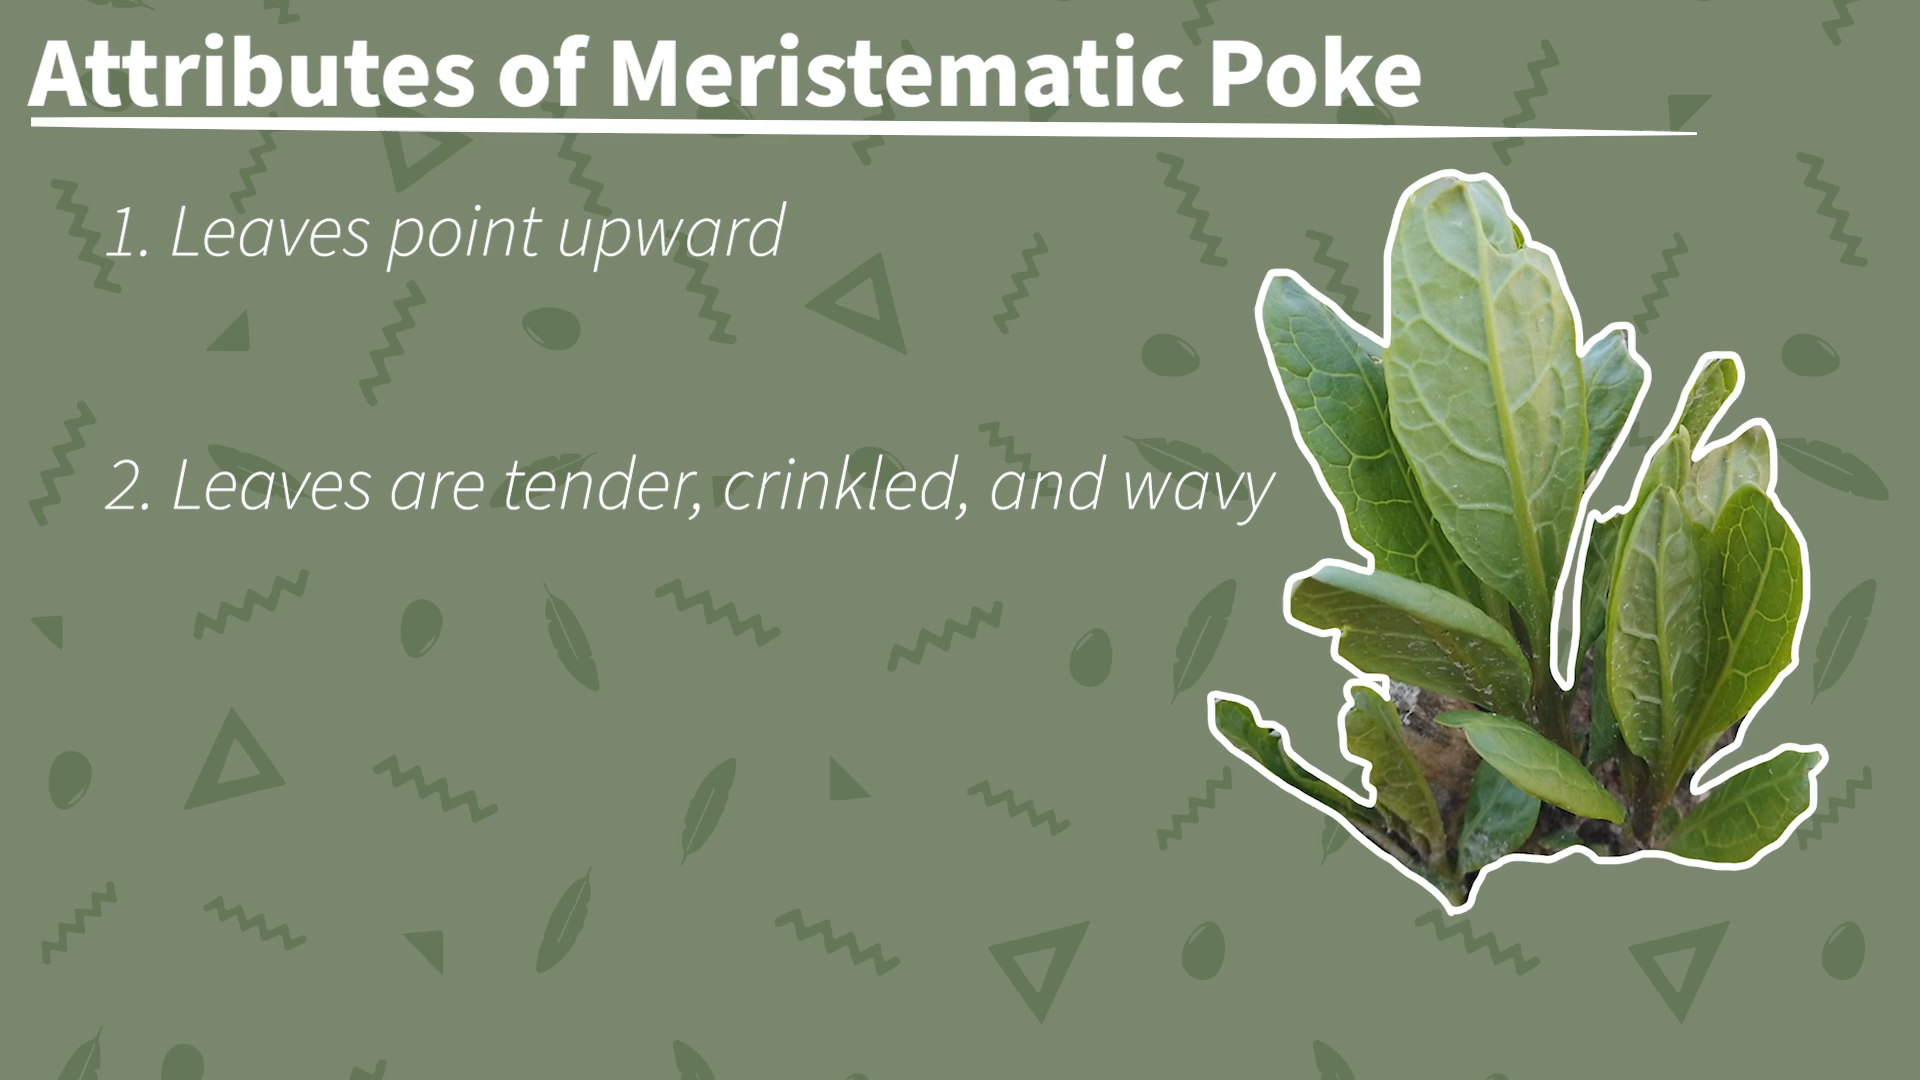 Attributes of Meristematic Poke
1. Leaves point upward
2. Leaves are tender, crinkled, and wavy